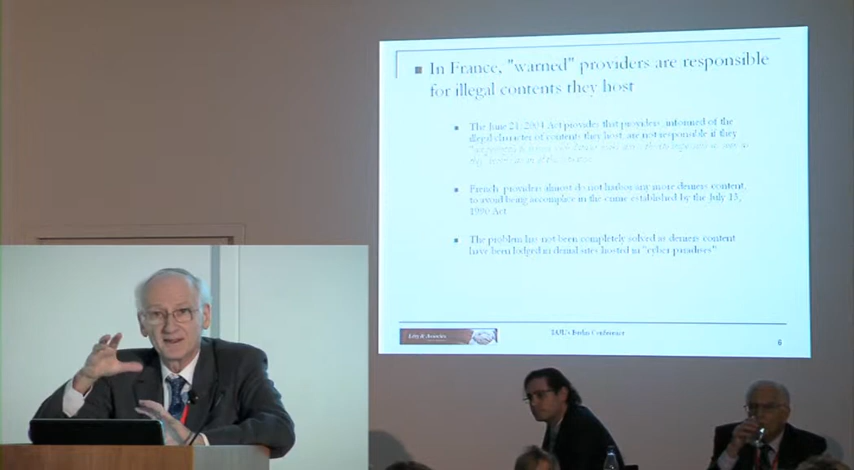 In France, "warned" providers are responsible
for illegal contents they host
The June 21, 2004 Act provides that providers, informed of the
illegal character of contents they host, are not responsible if they
French providers almost do not harbor any more deniers content,
to avoid being accomplice in the crime established by the July 13,
1990 Act
The problem has not been completely solved as deniers content
have been lodged in denial sites hosted in "cyber paradises"
Berlin Conference
6